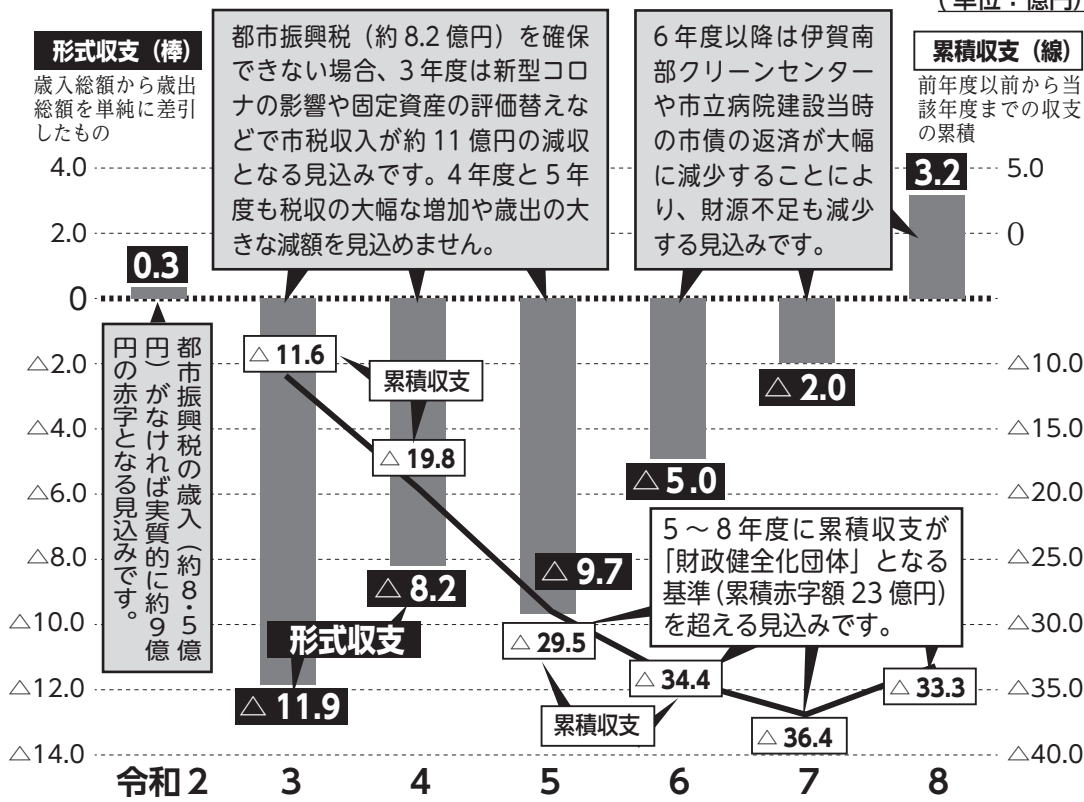 （単位：億円）
形式収支（棒）
歳入総額から歳出
総額を単純に差引
したもの
都市振興税（約 8.2 億円）を確保
できない場合、３年度は新型コロ
ナの影響や固定資産の評価替えな
どで市税収入が約 11 億円の減収
となる見込みです。４年度と５年
度も税収の大幅な増加や歳出の大
きな減額を見込めません。
６年度以降は伊賀南
部クリーンセンター
や市立病院建設当時
の市債の返済が大幅
に減少することによ
り、財源不足も減少
する見込みです。
累積収支（線）
前年度以前から当
該年度までの収支
の累積
4.0
2.0
0
△2.0
△4.0
△6.0
△8.0
△10.0
△12.0
△14.0
5.0
0
△10.0
△15.0
△20.0
△25.0
△30.0
△35.0
△40.0
0.3
3.2
都市振興税の歳入（約８・５億
円）がなければ実質的に約９億
円の赤字となる見込みです。
△ 11.6
累積収支
△ 19.8
△ 2.0
△ 5.0
△ 9.7
△ 8.2
形式収支
△ 11.9
５～８年度に累積収支が
「財政健全化団体」となる
基準（累積赤字額 23 億円）
を超える見込みです。
△ 29.5
△ 34.4
累積収支
△ 36.4
△ 33.3
令和２
３
４
５
６
７
８